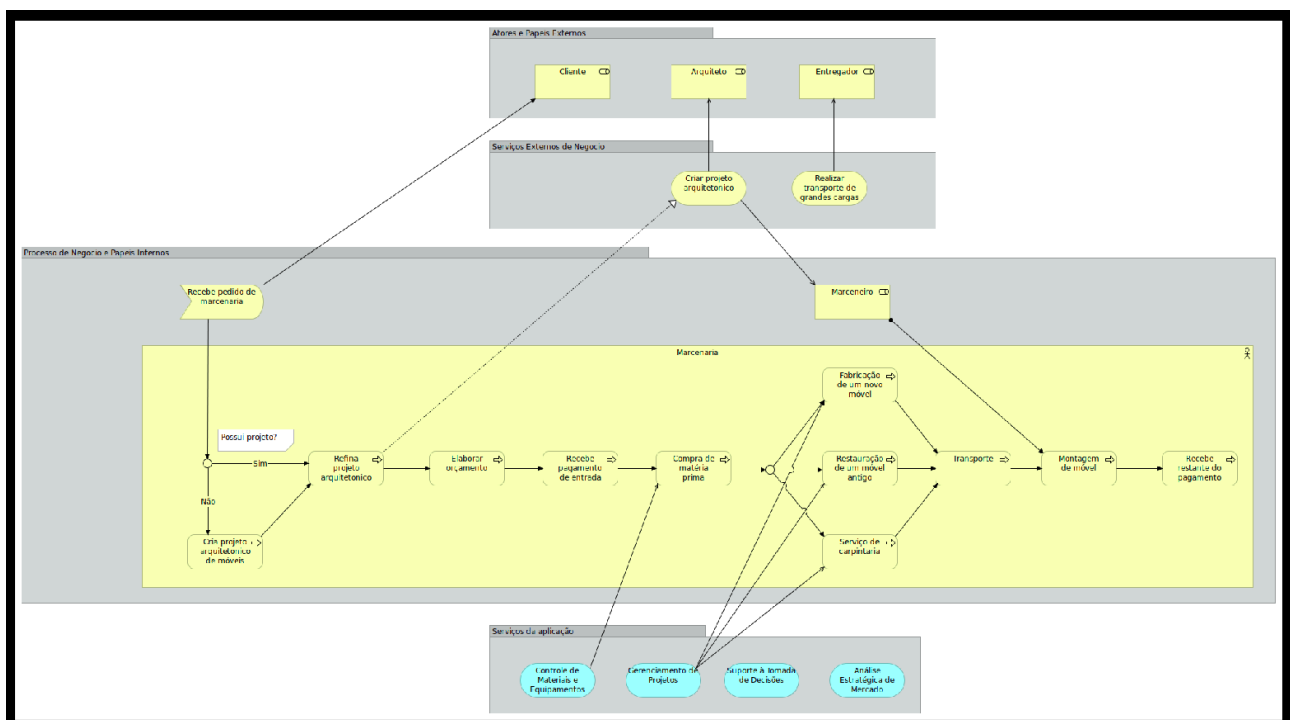 Atores e Papeis Externos
Cliente
Arquiteto
Entregador
Serviços Externos de Negocio
Criar projeto
arquitetonico
Realizar
transporte de
grandes cargas
Processo de Negocio e Papeis Internos
Recebe pedido de
marcenaria
Marceneiro
Marcenaria
Possui projeto?
Sim
Não
Cria projeto
arquitetonico
de móveis
Refina
projeto
arquitetonico
Elaborar
orçamento
Recebe
pagamento
de entrada
Compra de
matéria
prima
Fabricação
de um novo
móvel
Restauração
de um móvel
antigo
Serviço de
carpintaria
Transporte
Montagem
de móvel
Recebe
restante do
pagamento
Serviços da aplicação
Controle de
Materiais e
Equipamentos
Gerenciamento de
Projetos
Suporte à Tomada
de Decisões
Análise
Estratégica de
Mercado